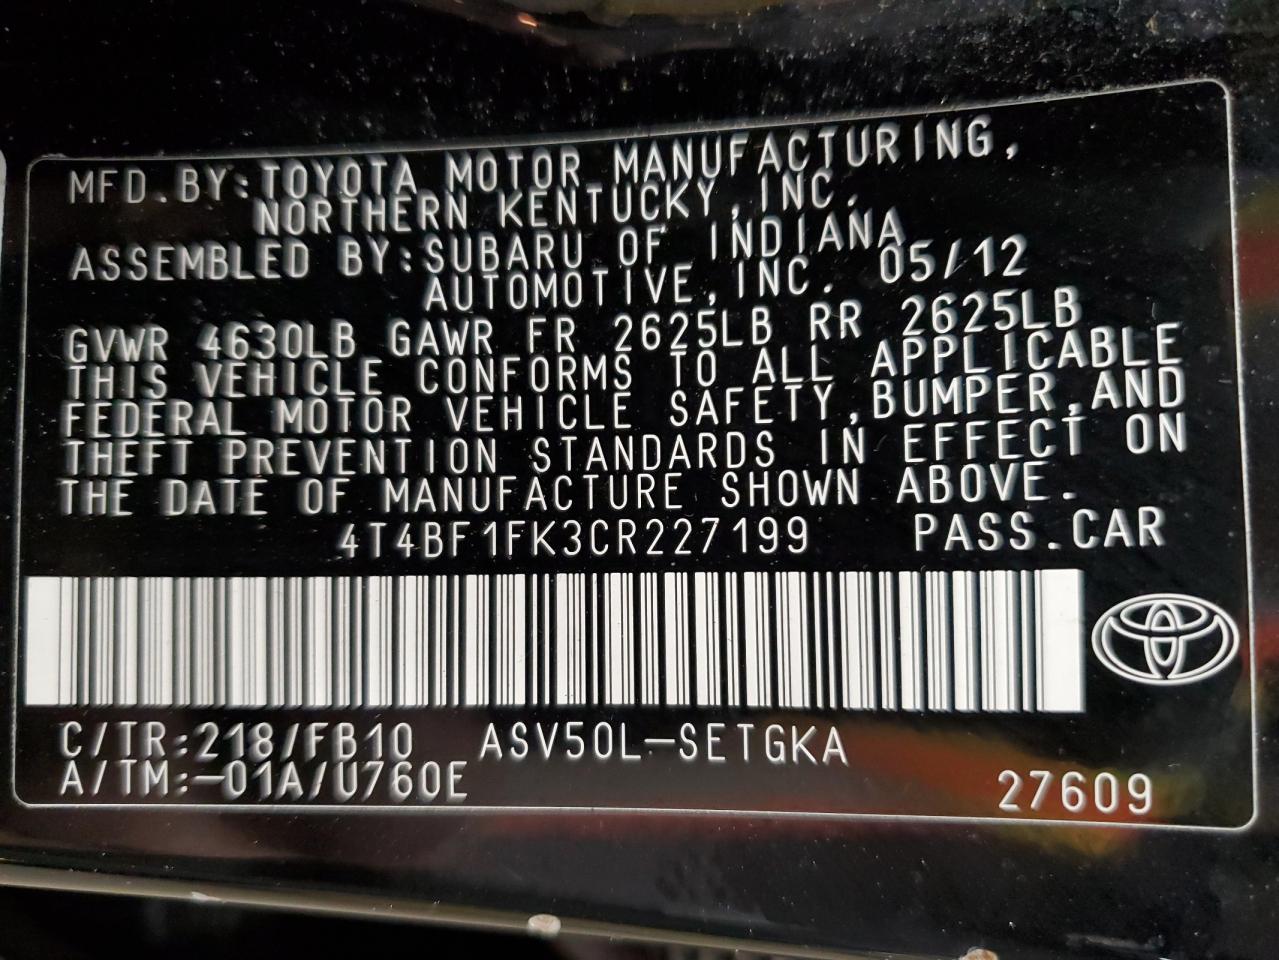 MFD.BY:TOYOTA MOTOR MANUFACTURING,
NORTHERN KENTUCKY,INC.
ASSEMBLED BY:SUBARU OF INDIANA
AUTOMOTIVE,INC. 05/12
GVWR 4630LB GAWR FR 2625LB RR 2625LB
THIS VEHICLE CONFORMS TO ALL APPLICABLE
FEDERAL MOTOR VEHICLE SAFETY,BUMPER,AND
THEFT PREVENTION STANDARDS IN EFFECT ON
THE DATE OF MANUFACTURE SHOWN ABOVE.
4T4BF1FK3CR227199 PASS.CAR
C/TR:218/FB10 ASV50L-SETGKA
A/TM:-01A/U760E
27609